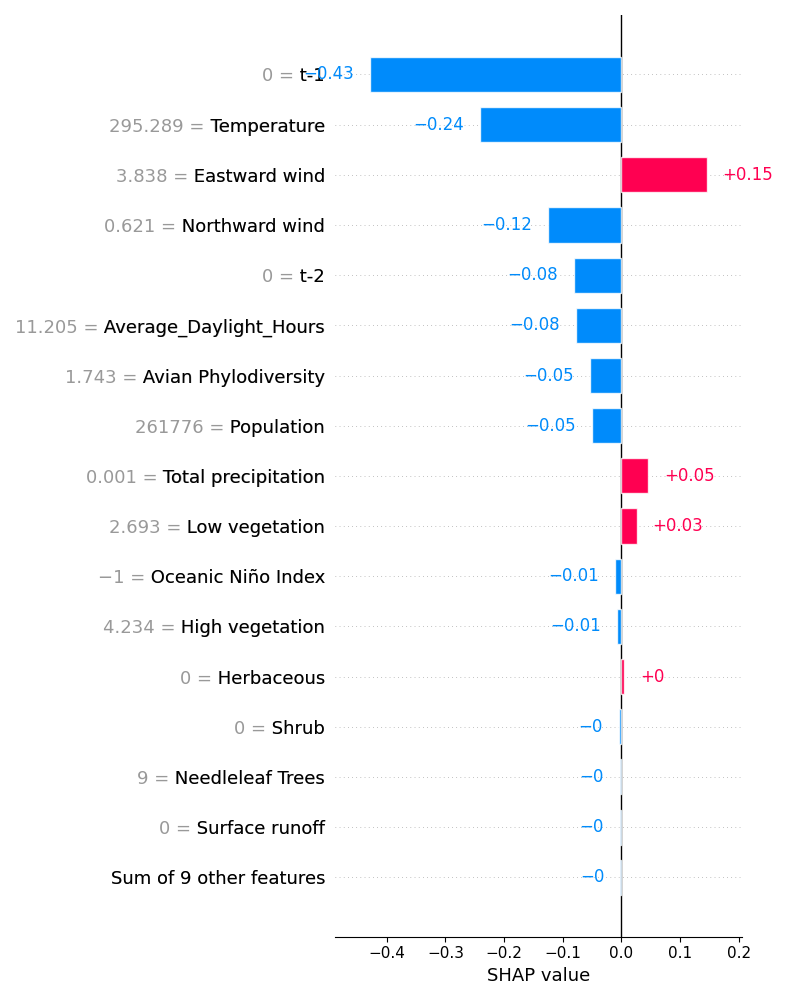 0 = t-1 −0.43
295.289 = Temperature −0.24
3.838 = Eastward wind +0.15
0.621 = Northward wind −0.12
0 = t-2 −0.08
11.205 = Average_Daylight_Hours −0.08
1.743 = Avian Phylodiversity −0.05
261776 = Population −0.05
0.001 = Total precipitation +0.05
2.693 = Low vegetation +0.03
−1 = Oceanic Niño Index −0.01
4.234 = High vegetation −0.01
0 = Herbaceous +0
0 = Shrub −0
9 = Needleleaf Trees −0
0 = Surface runoff −0
Sum of 9 other features −0
−0.4 −0.3 −0.2 −0.1 0.0 0.1 0.2
SHAP value